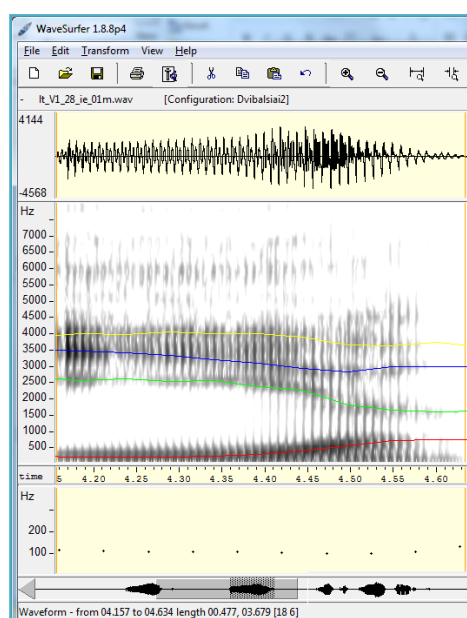 WaveSurfer 1.8.8p4
File Edit Transform View Help
- lt_V1_28_ie_01m.wav [Configuration: Dvibalsiai2]
4144
-4568
Hz
7000
6500
6000
5500
5000
4500
4000
3500
3000
2500
2000
1500
1000
500
time 5 4.20 4.25 4.30 4.35 4.40 4.45 4.50 4.55 4.60
Hz
200
100
Waveform - from 04.157 to 04.634 length 00.477, 03.679 [18 6]